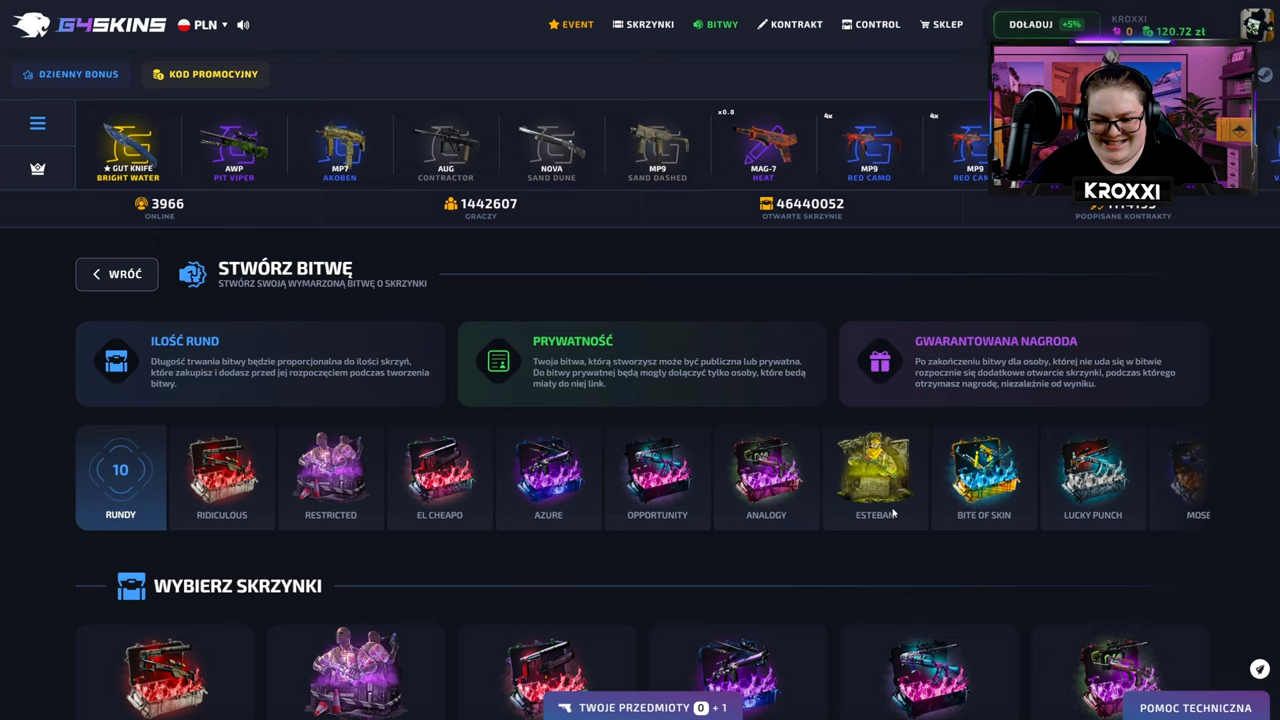 G4SKINS
PLN
EVENT
SKRZYNKI
BITWY
KONTRAKT
CONTROL
SKLEP
DOŁADUJ +5%
KROXXI
0 120.72 zł
DZIENNY BONUS
KOD PROMOCYJNY
★ GUT KNIFE
BRIGHT WATER
AWP
PIT VIPER
MP7
AKOBEN
AUG
CONTRACTOR
NOVA
SAND DUNE
MP9
SAND DASHED
x0.8
MAG-7
HEAT
4x
MP9
RED CAMO
4x
MP9
RED CAM
KROXXI
3966
ONLINE
1442607
GRACZY
46440052
OTWARTE SKRZYNIE
PODPISANE KONTRAKTY
WRÓĆ
STWÓRZ BITWĘ
STWÓRZ SWOJĄ WYMARZONĄ BITWĘ O SKRZYNKI
ILOŚĆ RUND
Długość trwania bitwy będzie proporcjonalna do ilości skrzyń,
które zakupisz i dodasz przed jej rozpoczęciem podczas tworzenia
bitwy.
PRYWATNOŚĆ
Twoja bitwa, którą stworzysz może być publiczna lub prywatna.
Do bitwy prywatnej będą mogły dołączyć tylko osoby, które będą
miały do niej link.
GWARANTOWANA NAGRODA
Po zakończeniu bitwy dla osoby, której nie uda się w bitwie
rozpocznie się dodatkowe otwarcie skrzynki, podczas którego
otrzymasz nagrodę, niezależnie od wyniku.
10
RUNDY
RIDICULOUS
RESTRICTED
EL CHEAPO
AZURE
OPPORTUNITY
ANALOGY
ESTEBAN
BITE OF SKIN
LUCKY PUNCH
MOSE
WYBIERZ SKRZYNKI
TWOJE PRZEDMIOTY 0 + 1
POMOC TECHNICZNA